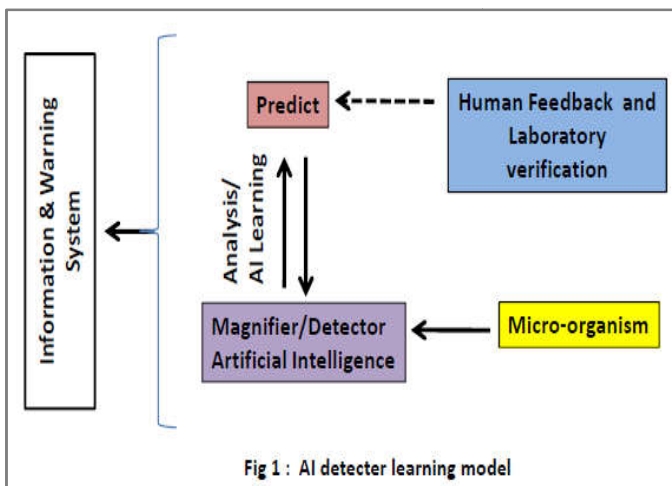 Information & Warning
System
Predict
Human Feedback and
Laboratory
verification
Analysis/
AI Learning
Magnifier/Detector
Artificial Intelligence
Micro-organism
Fig 1 : AI detecter learning model